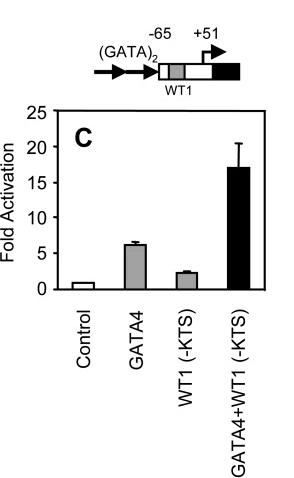 -65 +51
(GATA)2
WT1
C
Fold Activation
25
20
15
10
5
0
Control
GATA4
WT1 (-KTS)
GATA4+WT1 (-KTS)